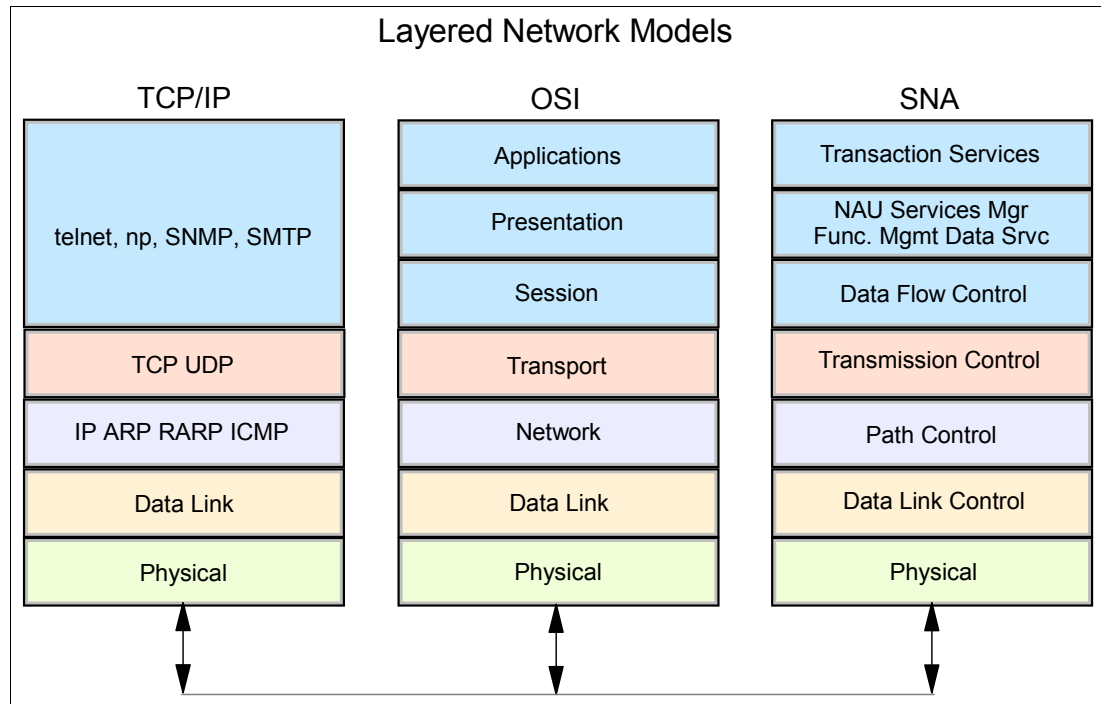 Layered Network Models
TCP/IP
telnet, np, SNMP, SMTP
TCP UDP
IP ARP RARP ICMP
Data Link
Physical
OSI
Applications
Presentation
Session
Transport
Network
Data Link
Physical
SNA
Transaction Services
NAU Services Mgr
Func. Mgmt Data Srvc
Data Flow Control
Transmission Control
Path Control
Data Link Control
Physical